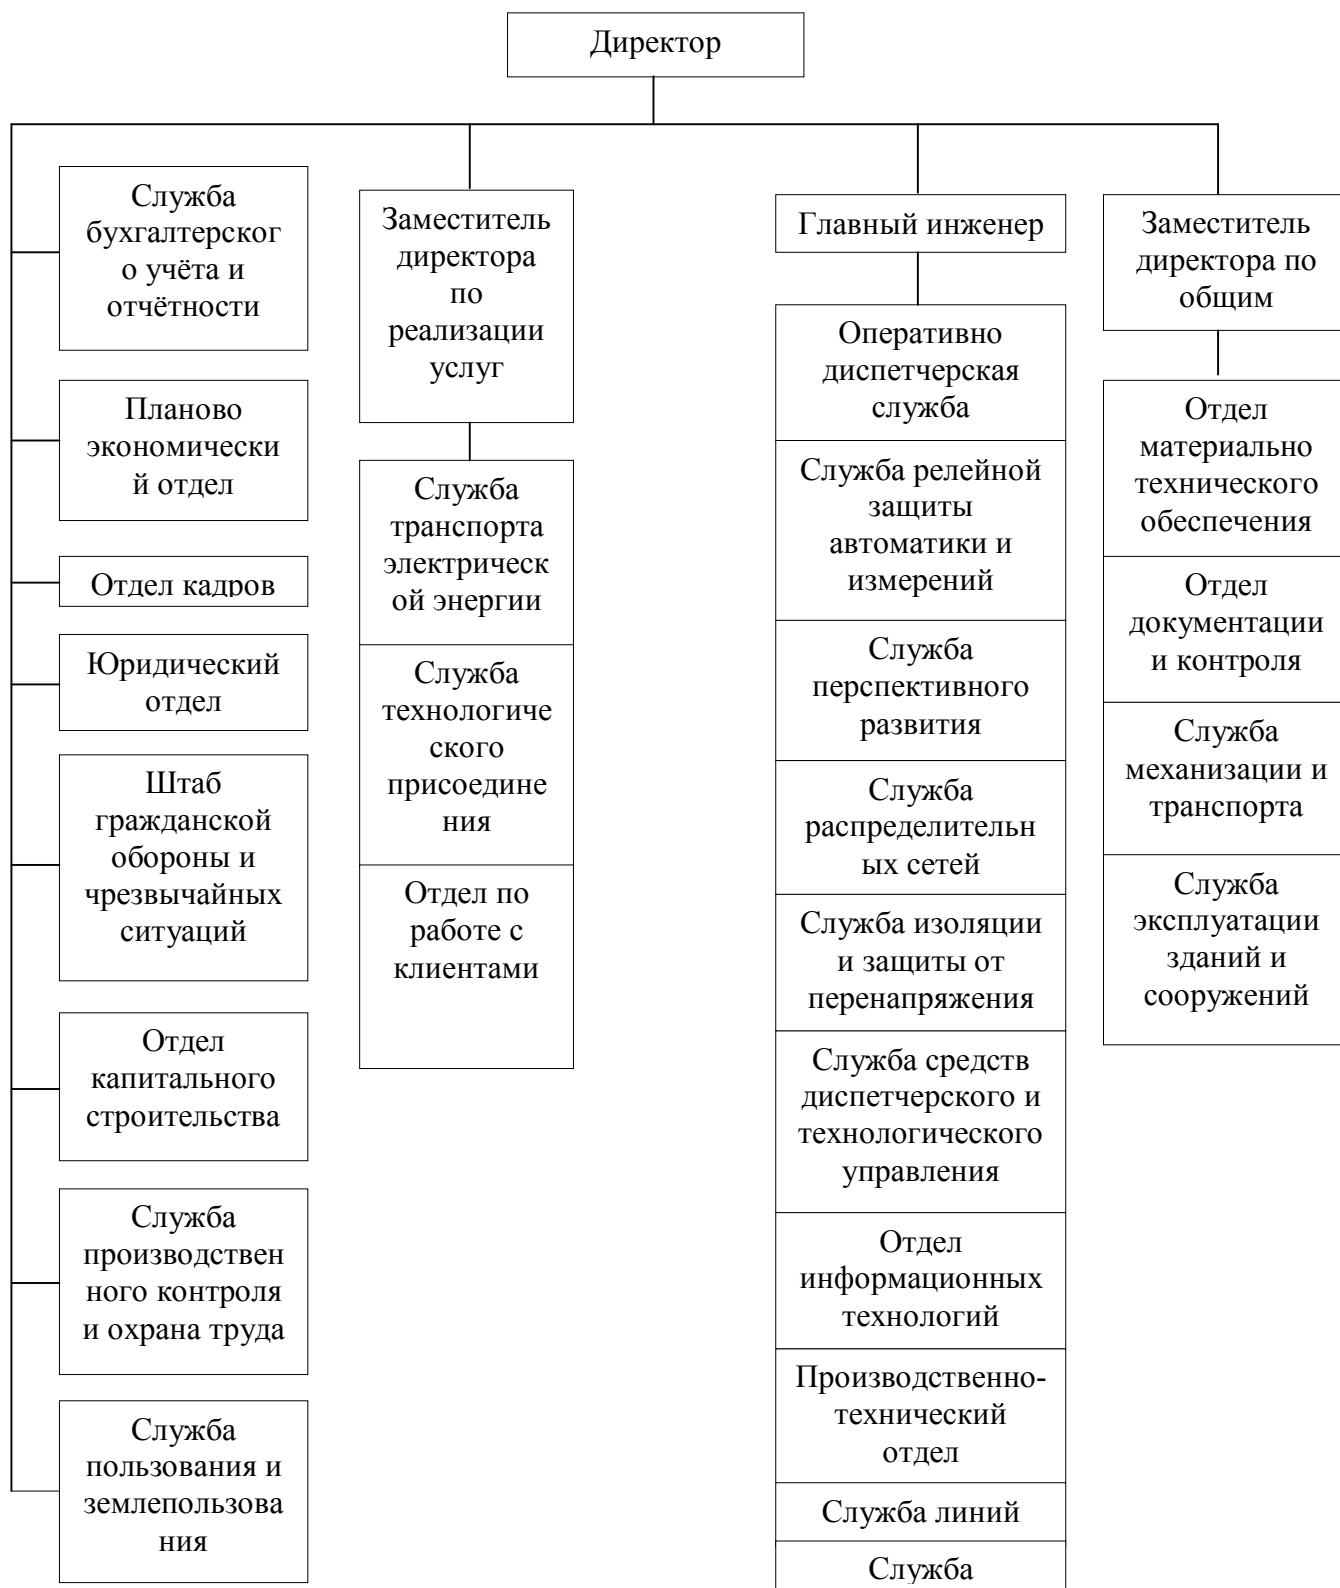 Директор
Служба
бухгалтерског
о учёта и
отчётности
Планово
экономически
й отдел
Отдел кадров
Юридический
отдел
Штаб
гражданской
обороны и
чрезвычайных
ситуаций
Отдел
капитального
строительства
Служба
производствен
ного контроля
и охрана труда
Служба
пользования и
землепользова
ния
Заместитель
директора
по
реализации
услуг
Служба
транспорта
электрическ
ой энергии
Служба
технологиче
ского
присоедине
ния
Отдел по
работе с
клиентами
Главный инженер
Оперативно
диспетчерская
служба
Служба релейной
защиты
автоматики и
измерений
Служба
перспективного
развития
Служба
распределительн
ых сетей
Служба изоляции
и защиты от
перенапряжения
Служба средств
диспетчерского и
технологического
управления
Отдел
информационных
технологий
Производственно-
технический
отдел
Служба линий
Служба
Заместитель
директора по
общим
Отдел
материально
технического
обеспечения
Отдел
документации
и контроля
Служба
механизации и
транспорта
Служба
эксплуатации
зданий и
сооружений